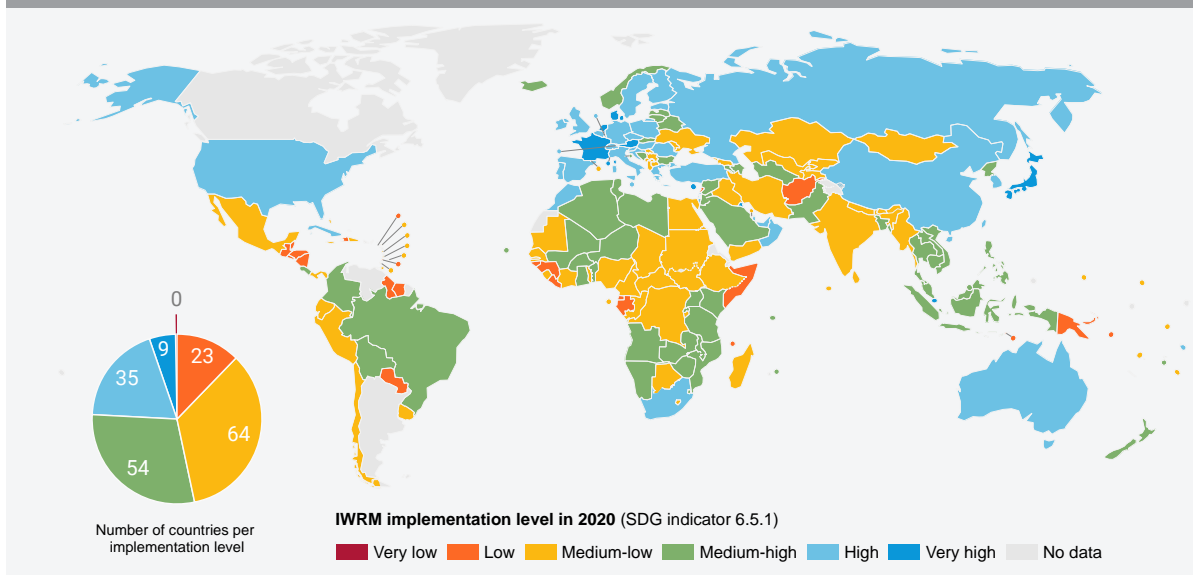 0
9
23
35
64
54
Number of countries per
implementation level
IWRM implementation level in 2020 (SDG indicator 6.5.1)
Very low Low Medium-low Medium-high High Very high No data